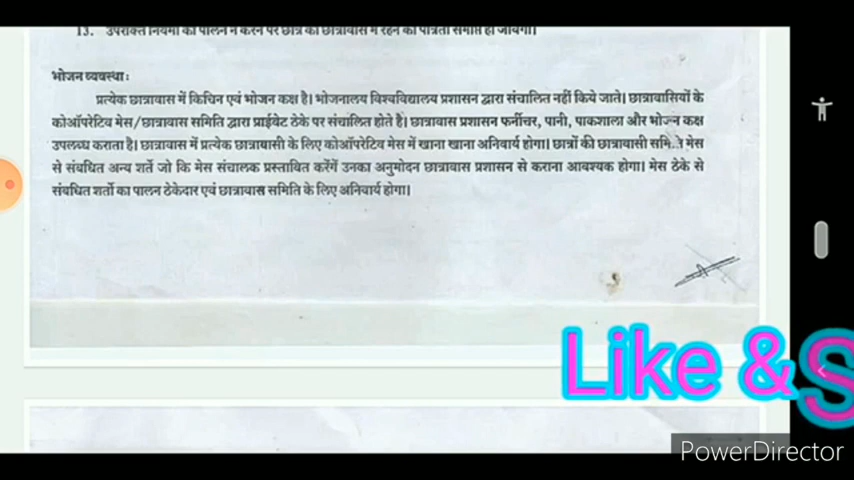 13. उपरोक्त नियमों का पालन न करने पर छात्र की छात्रावास में रहने की पात्रता समाप्त हो जावेगी।
भोजन व्यवस्था:
प्रत्येक छात्रावास में किचिन एवं भोजन कक्ष है। भोजनालय विश्वविद्यालय प्रशासन द्वारा संचालित नहीं किये जाते। छात्रावासियों के
कोऑपरेटिव मेस/छात्रावास समिति द्वारा प्राईवेट ठेके पर संचालित होते हैं। छात्रावास प्रशासन फर्नीचर, पानी, पाकशाला और भोजन कक्ष
उपलब्ध कराता है। छात्रावास में प्रत्येक छात्रावासी के लिए कोऑपरेटिव मेस में खाना खाना अनिवार्य होगा। छात्रों की छात्रावासी समिति मेस
से संबधित अन्य शर्ते जो कि मेस संचालक प्रस्तावित करेंगें उनका अनुमोदन छात्रावास प्रशासन से कराना आवश्यक होगा। मेस ठेके से
संबधित शर्तो का पालन ठेकेदार एवं छात्रावास समिति के लिए अनिवार्य होगा।
Like & S
PowerDirector